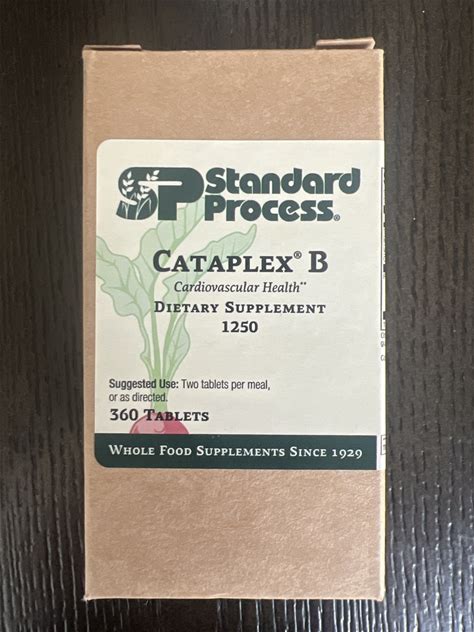 SP Standard
Process®
CATAPLEX® B
Cardiovascular Health**
DIETARY SUPPLEMENT
1250
Suggested Use: Two tablets per meal,
or as directed.
360 TABLETS
WHOLE FOOD SUPPLEMENTS SINCE 1929